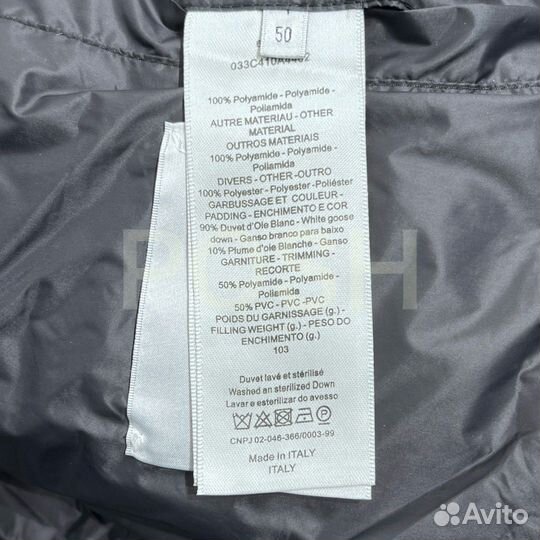 50
033C410A4462
100% Polyamide - Polyamide -
Poliamida
AUTRE MATERIAU - OTHER
MATERIAL
OUTROS MATERIAIS
100% Polyamide - Polyamide -
Poliamida
DIVERS - OTHER -OUTRO
100% Polyester - Polyester -Poliéster
GARBUSSAGE ET COULEUR -
PADDING - ENCHIMENTO E COR
90% Duvet d'Oie Blanc - White goose
down - Ganso branco para baixo
10% Plume d'oie Blanche - Ganso
GARNITURE - TRIMMING -
RECORTE
50% Polyamide - Polyamide -
Poliamida
50% PVC - PVC -PVC
POIDS DU GARNISSAGE (g.) -
FILLING WEIGHT (g.) - PESO DO
ENCHIMENTO (g.)
103
Duvet lavé et stérilisé
Washed an sterilized Down
Lavar e esterilizar do avesso
CNPJ 02-046-366/0003-99
Made in ITALY
ITALY
Avito